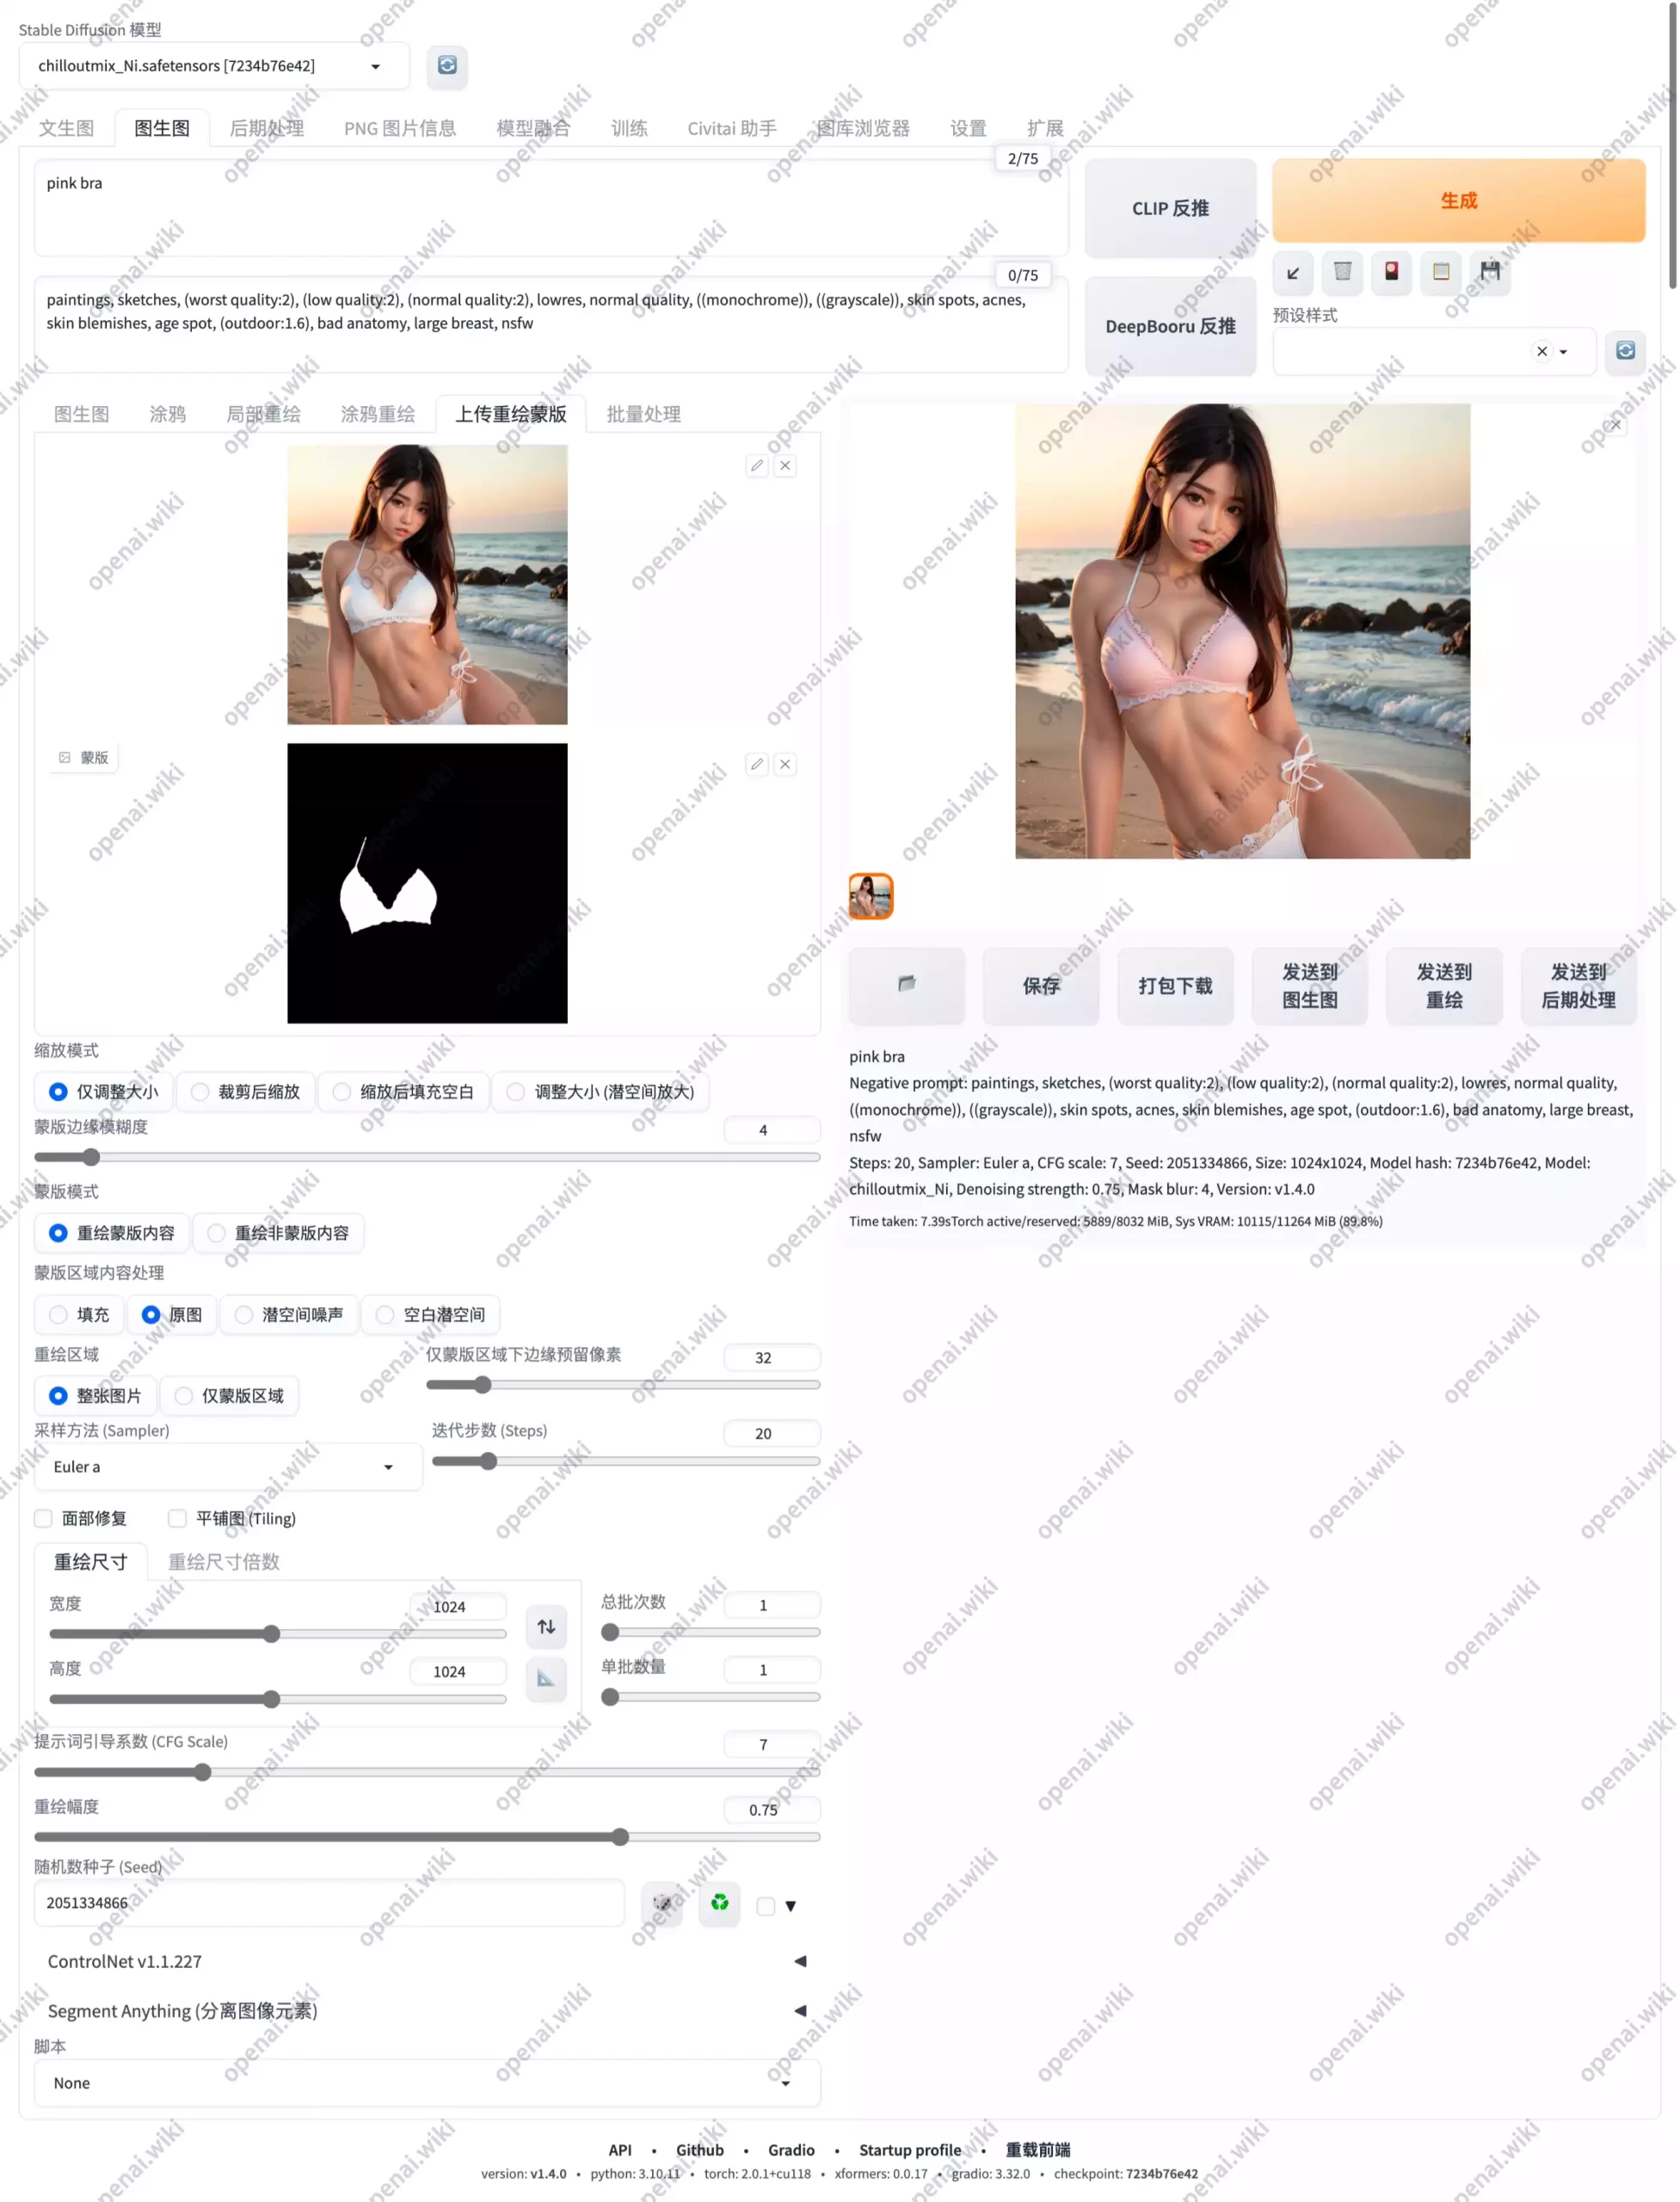 Stable Diffusion 模型
chilloutmix_Ni.safetensors [7234b76e42]
文生图 图生图 后期处理 PNG 图片信息 模型融合 训练 Civitai 助手 图库浏览器 设置 扩展
2/75
pink bra
CLIP 反推
生成
0/75
paintings, sketches, (worst quality:2), (low quality:2), (normal quality:2), lowres, normal quality, ((monochrome)), ((grayscale)), skin spots, acnes,
skin blemishes, age spot, (outdoor:1.6), bad anatomy, large breast, nsfw
DeepBooru 反推
预设样式
图生图 涂鸦 局部重绘 涂鸦重绘 上传重绘蒙版 批量处理
蒙版
保存
打包下载
发送到
图生图
发送到
重绘
发送到
后期处理
pink bra
Negative prompt: paintings, sketches, (worst quality:2), (low quality:2), (normal quality:2), lowres, normal quality,
((monochrome)), ((grayscale)), skin spots, acnes, skin blemishes, age spot, (outdoor:1.6), bad anatomy, large breast,
nsfw
Steps: 20, Sampler: Euler a, CFG scale: 7, Seed: 2051334866, Size: 1024x1024, Model hash: 7234b76e42, Model:
chilloutmix_Ni, Denoising strength: 0.75, Mask blur: 4, Version: v1.4.0
Time taken: 7.39sTorch active/reserved: 5889/8032 MiB, Sys VRAM: 10115/11264 MiB (89.8%)
缩放模式
仅调整大小 裁剪后缩放 缩放后填充空白 调整大小 (潜空间放大)
蒙版边缘模糊度 4
蒙版模式
重绘蒙版内容 重绘非蒙版内容
蒙版区域内容处理
填充 原图 潜空间噪声 空白潜空间
重绘区域
仅蒙版区域下边缘预留像素 32
整张图片 仅蒙版区域
采样方法 (Sampler)
Euler a
迭代步数 (Steps) 20
面部修复 平铺图 (Tiling)
重绘尺寸 重绘尺寸倍数
宽度 1024
总批次数 1
高度 1024
单批数量 1
提示词引导系数 (CFG Scale) 7
重绘幅度 0.75
随机数种子 (Seed)
2051334866
ControlNet v1.1.227
Segment Anything (分离图像元素)
脚本
None
API • Github • Gradio • Startup profile • 重载前端
version: v1.4.0 • python: 3.10.11 • torch: 2.0.1+cu118 • xformers: 0.0.17 • gradio: 3.32.0 • checkpoint: 7234b76e42
openai.wiki